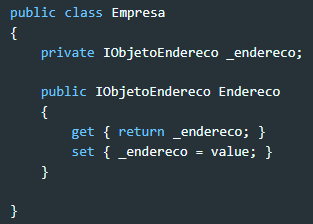 public class Empresa
{
    private IObjetoEndereco _endereco;
    public IObjetoEndereco Endereco
    {
        get { return _endereco; }
        set { _endereco = value; }
    }
}